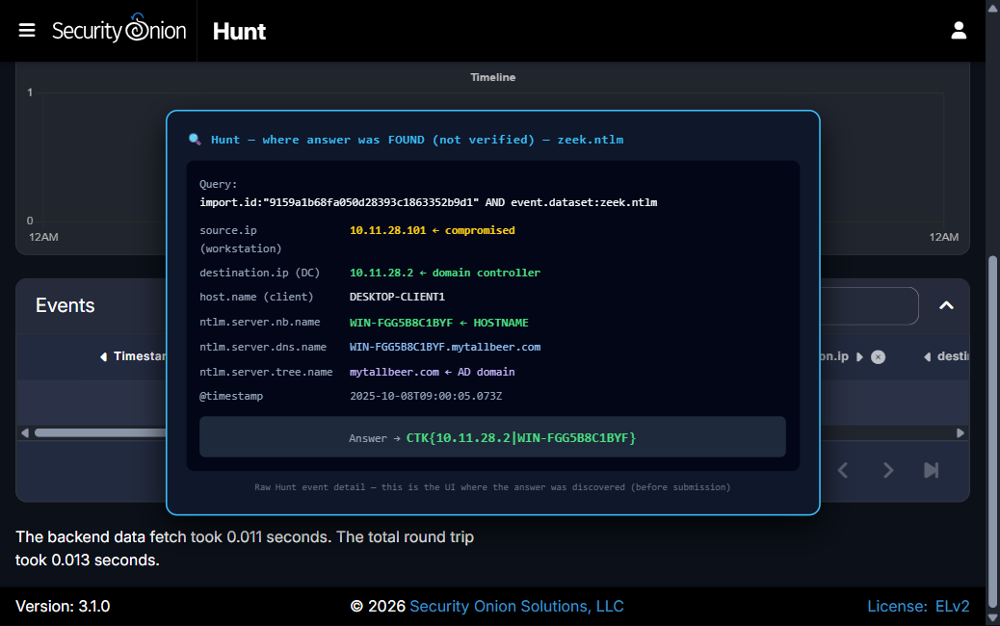 Security Onion
Hunt
Timeline
1
0
12AM
12AM
Hunt — where answer was FOUND (not verified) — zeek.ntlm
Query:
import.id:"9159a1b68fa050d28393c1863352b9d1" AND event.dataset:zeek.ntlm
source.ip (workstation) 10.11.28.101 ← compromised
destination.ip (DC) 10.11.28.2 ← domain controller
host.name (client) DESKTOP-CLIENT1
ntlm.server.nb.name WIN-FGG5B8C1BYF ← HOSTNAME
ntlm.server.dns.name WIN-FGG5B8C1BYF.mytallbeer.com
ntlm.server.tree.name mytallbeer.com ← AD domain
@timestamp 2025-10-08T09:00:05.073Z
Answer → CTK{10.11.28.2|WIN-FGG5B8C1BYF}
Raw Hunt event detail — this is the UI where the answer was discovered (before submission)
Events
Timestar
on.ip
desti
The backend data fetch took 0.011 seconds. The total round trip
took 0.013 seconds.
Version: 3.1.0
© 2026 Security Onion Solutions, LLC
License: ELv2